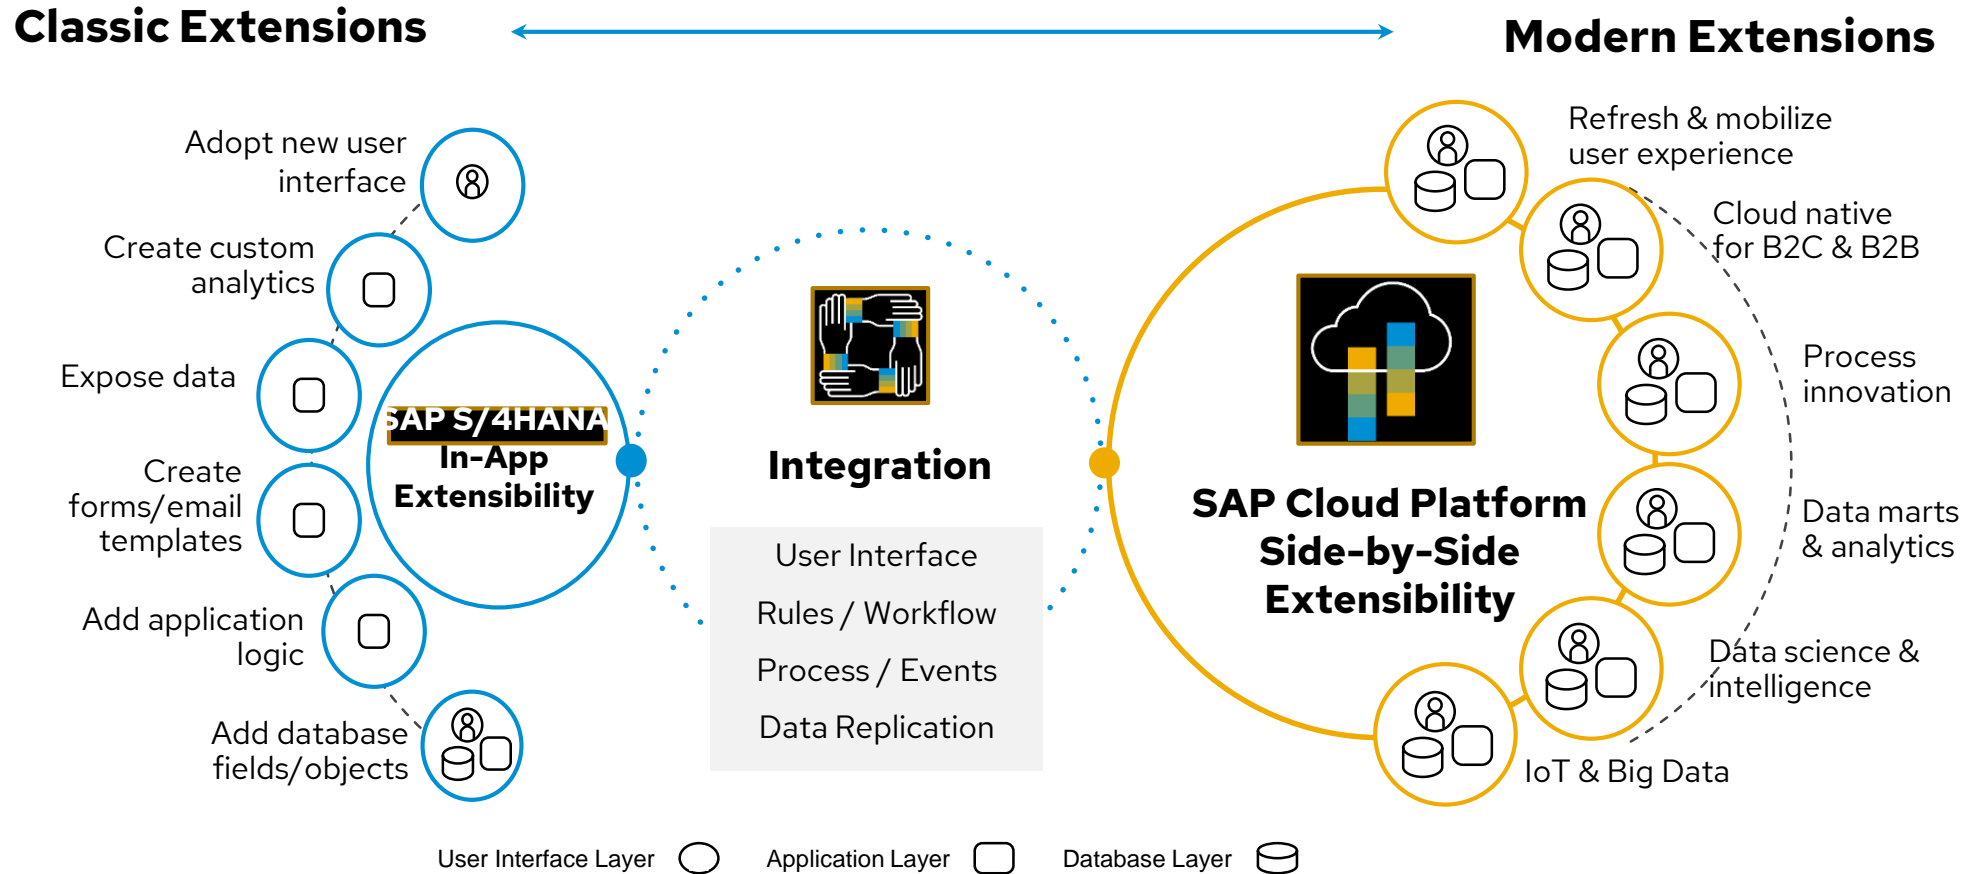 Classic Extensions
Modern Extensions
Adopt new user
interface
Create custom
analytics
Expose data
Create
forms/email
templates
Add application
logic
Add database
fields/objects
SAP S/4HANA
In-App
Extensibility
Integration
User Interface
Rules / Workflow
Process / Events
Data Replication
SAP Cloud Platform
Side-by-Side
Extensibility
Refresh & mobilize
user experience
Cloud native
for B2C & B2B
Process
innovation
Data marts
& analytics
Data science &
intelligence
IoT & Big Data
User Interface Layer
Application Layer
Database Layer